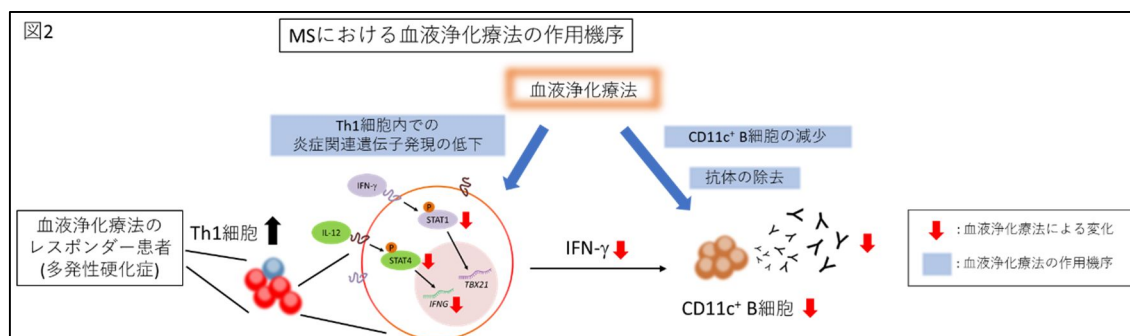 図2
MSにおける血液浄化療法の作用機序
血液浄化療法
Th1細胞内での
炎症関連遺伝子発現の低下
CD11c⁺ B細胞の減少
抗体の除去
血液浄化療法の
レスポンダー患者
(多発性硬化症)
Th1細胞
IFN-γ
P
STAT1
IL-12
P
STAT4
TBX21
IFNG
IFN-γ
CD11c⁺ B細胞
: 血液浄化療法による変化
: 血液浄化療法の作用機序